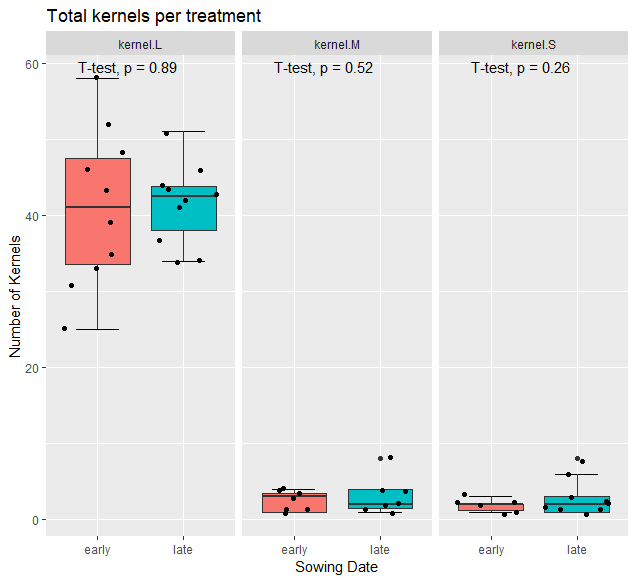 Total kernels per treatment
kernel.L kernel.M kernel.S
T-test, p = 0.89 T-test, p = 0.52 T-test, p = 0.26
60
40
20
0
Number of Kernels
early late early late early late
Sowing Date